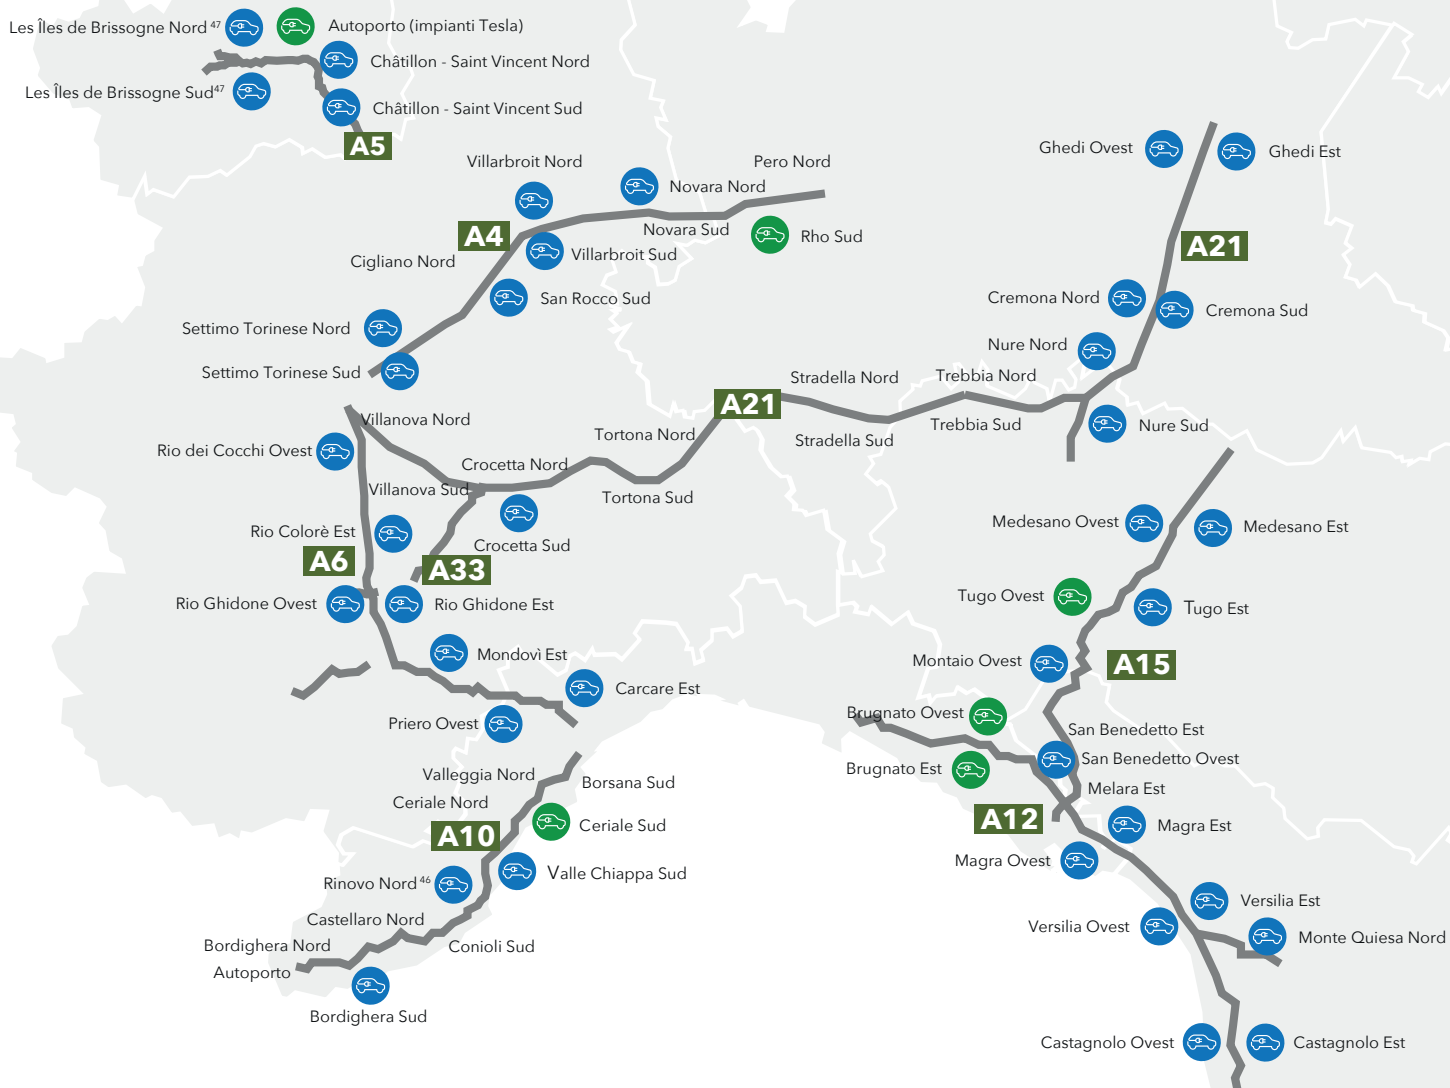 Les Îles de Brissogne Nord 47
Autoporto (impianti Tesla)
Châtillon - Saint Vincent Nord
Les Îles de Brissogne Sud47
Châtillon - Saint Vincent Sud
A5
Villarbroit Nord
Pero Nord
Novara Nord
Novara Sud
Rho Sud
A4
Villarbroit Sud
Cigliano Nord
San Rocco Sud
Settimo Torinese Nord
Settimo Torinese Sud
Ghedi Ovest
Ghedi Est
A21
Cremona Nord
Cremona Sud
Nure Nord
Stradella Nord
Trebbia Nord
A21
Stradella Sud
Trebbia Sud
Nure Sud
Villanova Nord
Tortona Nord
Rio dei Cocchi Ovest
Crocetta Nord
Villanova Sud
Tortona Sud
Rio Colorè Est
Crocetta Sud
A6
A33
Rio Ghidone Ovest
Rio Ghidone Est
Mondovì Est
Carcare Est
Priero Ovest
Medesano Ovest
Medesano Est
Tugo Ovest
Tugo Est
Montaio Ovest
A15
Brugnato Ovest
San Benedetto Est
San Benedetto Ovest
Brugnato Est
Melara Est
A12
Magra Est
Magra Ovest
Valleggia Nord
Borsana Sud
Ceriale Nord
Ceriale Sud
A10
Valle Chiappa Sud
Rinovo Nord 46
Castellaro Nord
Bordighera Nord
Conioli Sud
Autoporto
Bordighera Sud
Versilia Est
Versilia Ovest
Monte Quiesa Nord
Castagnolo Ovest
Castagnolo Est